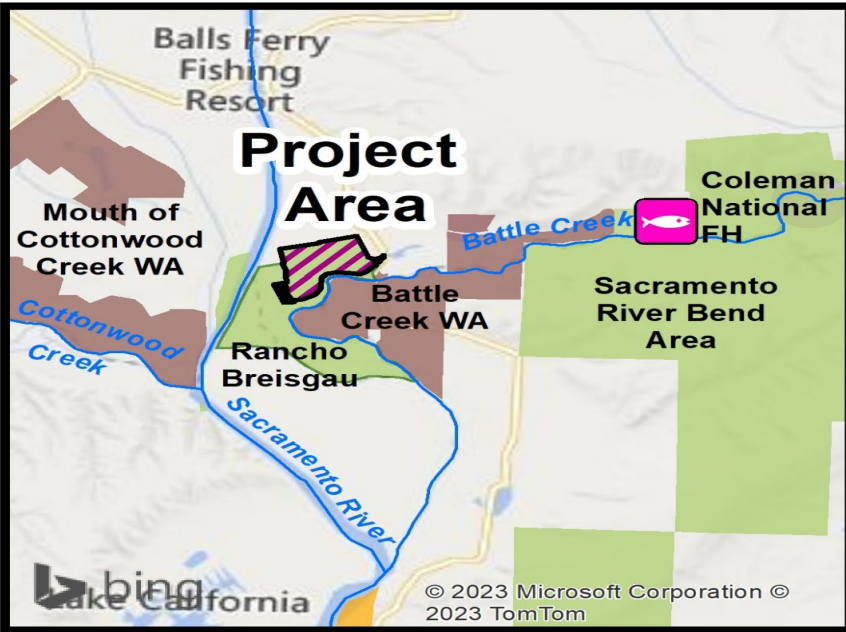 Balls Ferry
Fishing
Resort
Project
Area
Mouth of
Cottonwood
Creek WA
Coleman
National
FH
Battle Creek
Battle
Creek WA
Sacramento
River Bend
Area
Cottonwood
Creek
Rancho
Breisgau
Sacramento River
bing
Lake California
© 2023 Microsoft Corporation ©
2023 TomTom